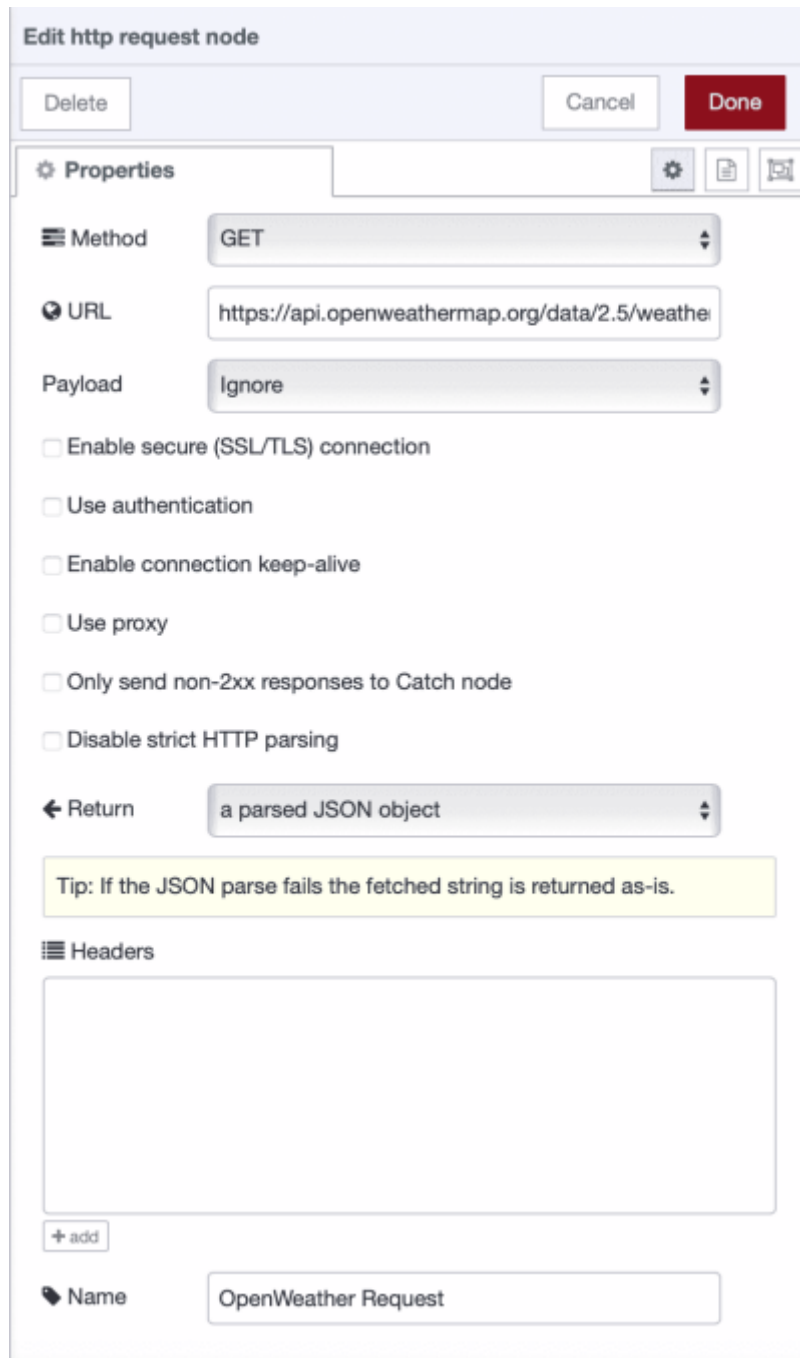 Edit http request node
Delete
Cancel
Done
Properties
Method
GET
URL
https://api.openweathermap.org/data/2.5/weather
Payload
Ignore
Enable secure (SSL/TLS) connection
Use authentication
Enable connection keep-alive
Use proxy
Only send non-2xx responses to Catch node
Disable strict HTTP parsing
Return
a parsed JSON object
Tip: If the JSON parse fails the fetched string is returned as-is.
Headers
+ add
Name
OpenWeather Request